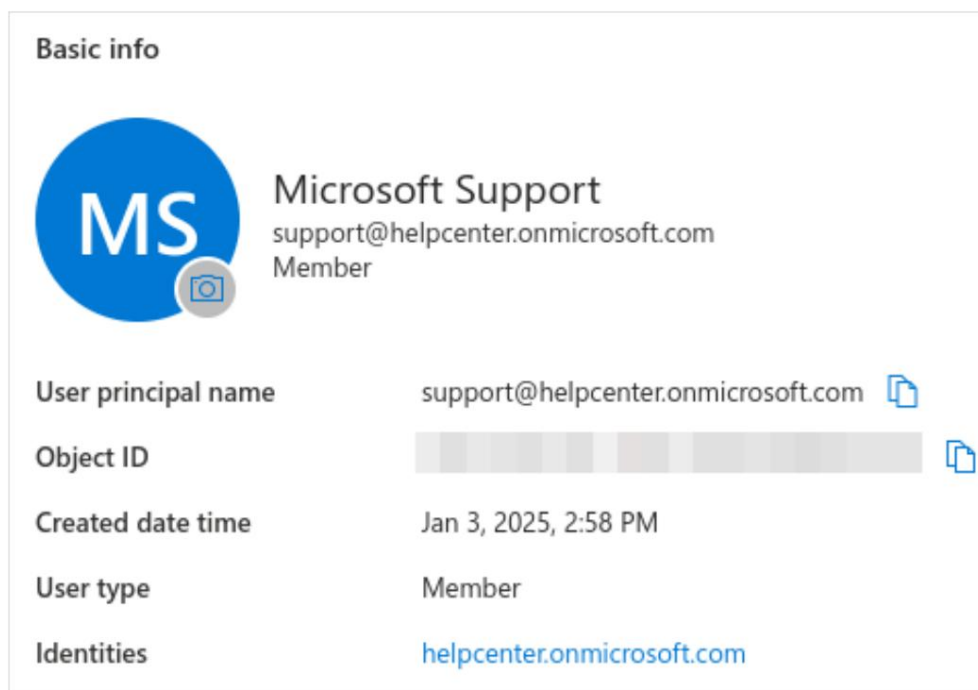 Basic info
MS
Microsoft Support
support@helpcenter.onmicrosoft.com
Member
User principal name support@helpcenter.onmicrosoft.com
Object ID
Created date time Jan 3, 2025, 2:58 PM
User type Member
Identities helpcenter.onmicrosoft.com